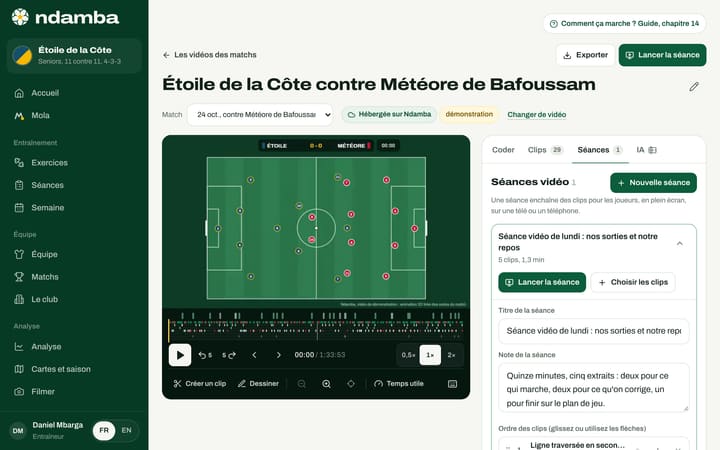 ndamba
Étoile de la Côte
Seniors, 11 contre 11, 4-3-3
Accueil
Mola
Entraînement
Exercices
Séances
Semaine
Équipe
Équipe
Matchs
Le club
Analyse
Analyse
Cartes et saison
Filmer
DM
Daniel Mbarga
Entraîneur
FR
EN
Comment ça marche ? Guide, chapitre 14
Les vidéos des matchs
Exporter
Lancer la séance
Étoile de la Côte contre Météore de Bafoussam
Match
24 oct., contre Météore de Bafoussam
Hébergée sur Ndamba
démonstration
Changer de vidéo
ÉTOILE
0 - 0
MÉTÉORE
00:00
5
5
00:00 / 1:33:53
0,5×
1×
2×
Créer un clip
Dessiner
Temps utile
Coder
Clips 29
Séances 1
IA
Séances vidéo 1
Nouvelle séance
Une séance enchaîne des clips pour les joueurs, en plein écran,
sur une télé ou un téléphone.
Séance vidéo de lundi : nos sorties et notre
repos
5 clips, 1,3 min
Lancer la séance
Choisir les clips
Titre de la séance
Séance vidéo de lundi : nos sorties et notre repo
Note de la séance
Quinze minutes, cinq extraits : deux pour ce
qui marche, deux pour ce qu'on corrige, un
pour finir sur le plan de jeu.
Ordre des clips (glissez ou utilisez les flèches)
Ligne traversée en secon...